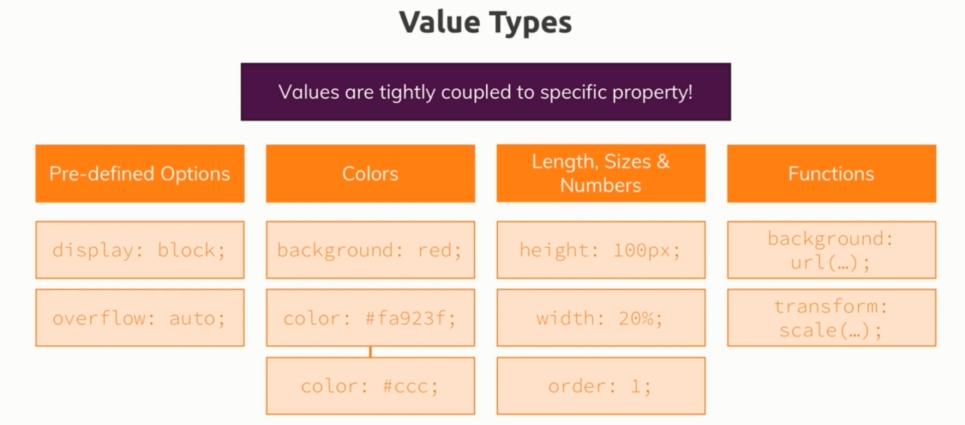 Value Types
Values are tightly coupled to specific property!
Pre-defined Options
Colors
Length, Sizes &
Numbers
Functions
display: block;
background: red;
height: 100px;
background:
url(…);
overflow: auto;
color: #fa923f;
width: 20%;
transform:
scale(…);
color: #ccc;
order: 1;